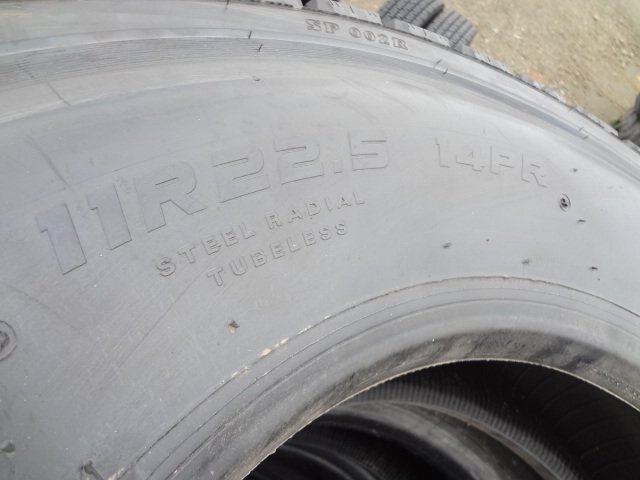 SP 002R
11R22.5 14PR
STEEL RADIAL
TUBELESS